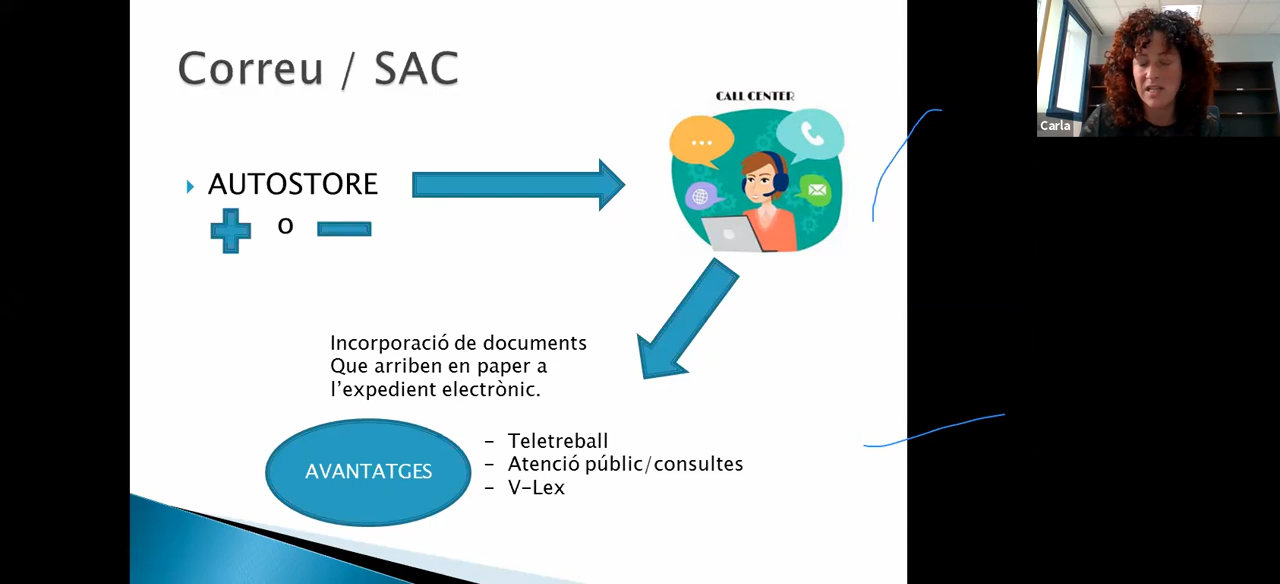 Correu / SAC
CALL CENTER
Carla
AUTOSTORE
o
Incorporació de documents
Que arriben en paper a
l'expedient electrònic.
AVANTATGES
- Teletreball
- Atenció públic/consultes
- V-Lex